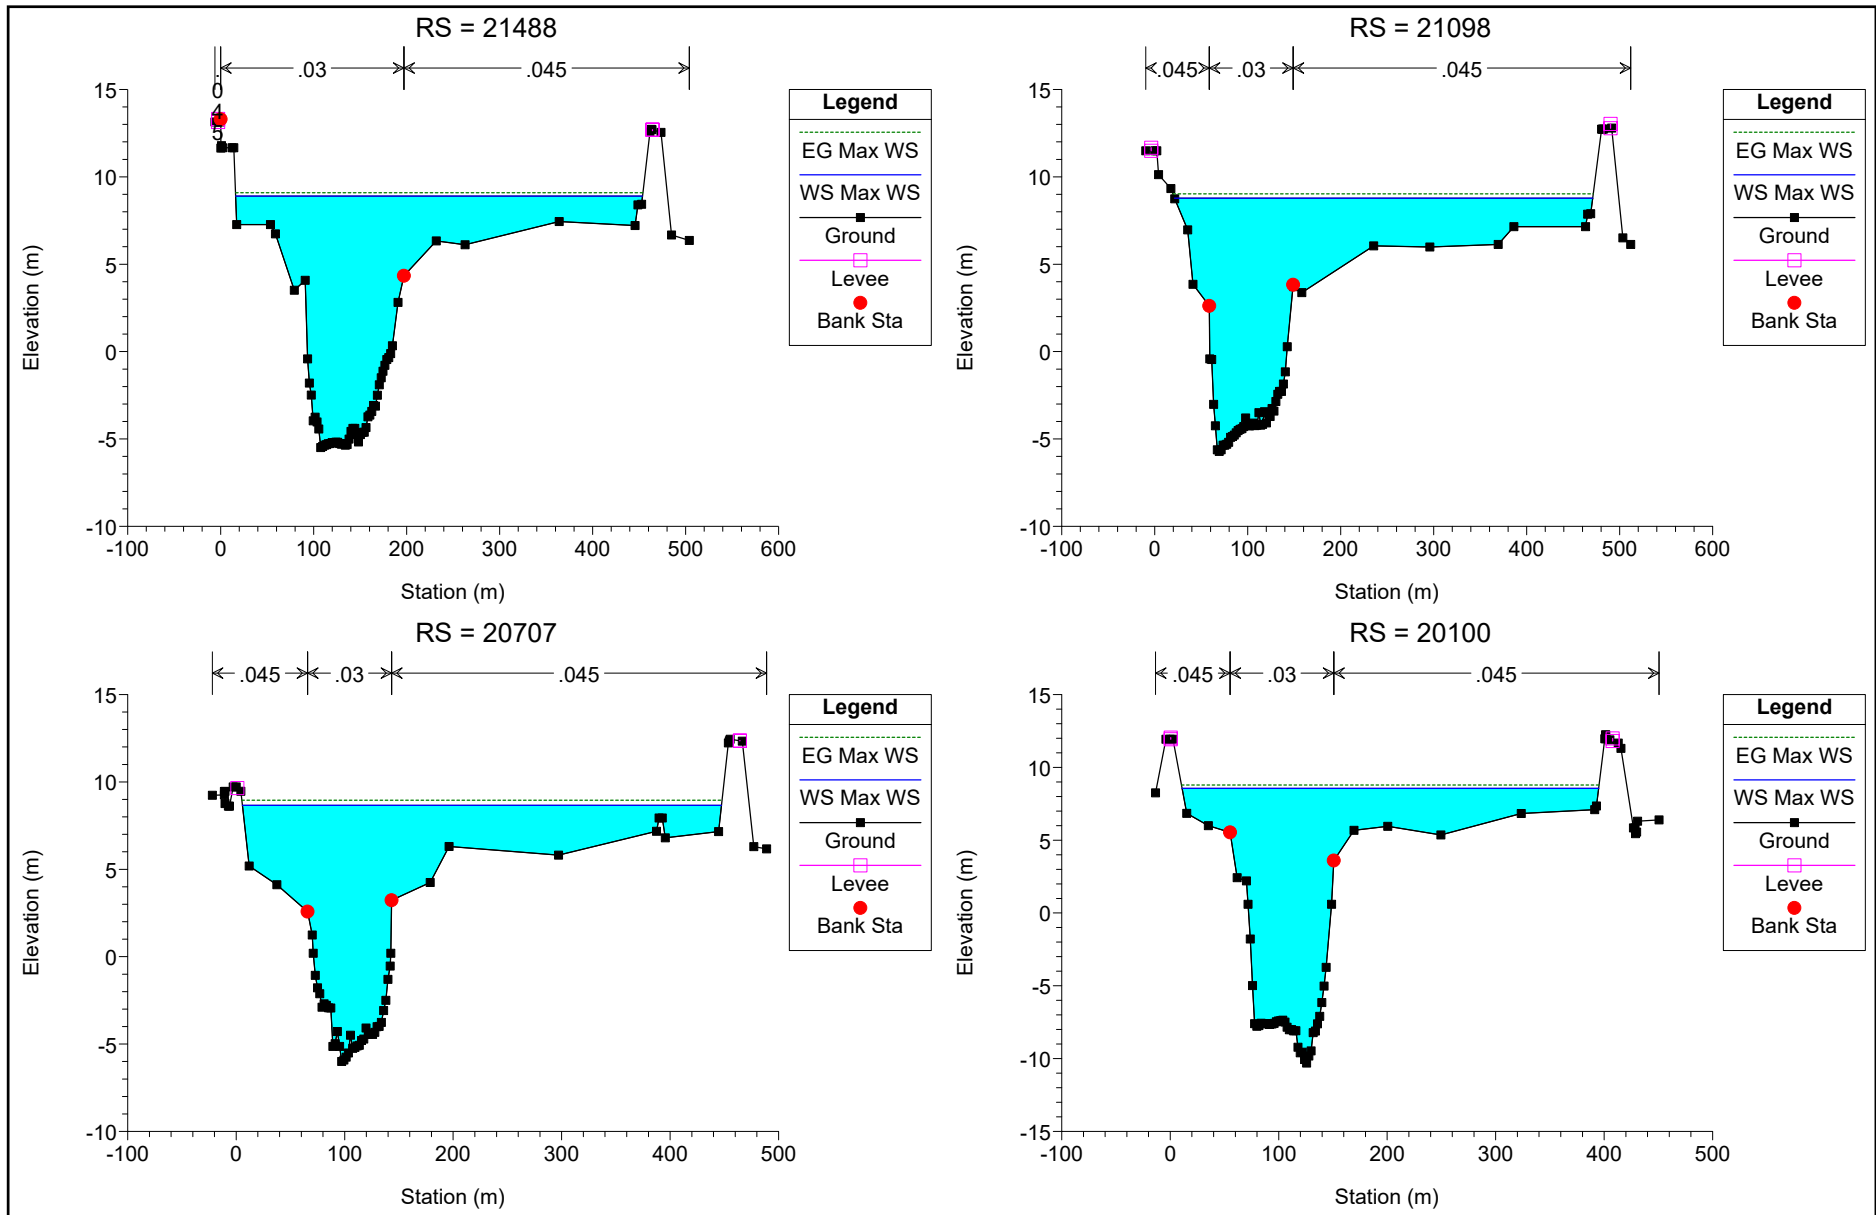 RS = 21488
.045
.03
.045
15
10
5
0
-5
-10
-100
0
100
200
300
400
500
600
Elevation (m)
Station (m)
Legend
EG Max WS
WS Max WS
Ground
Levee
Bank Sta
RS = 21098
.045
.03
.045
15
10
5
0
-5
-10
-100
0
100
200
300
400
500
600
Elevation (m)
Station (m)
Legend
EG Max WS
WS Max WS
Ground
Levee
Bank Sta
RS = 20707
.045
.03
.045
15
10
5
0
-5
-10
-100
0
100
200
300
400
500
Elevation (m)
Station (m)
Legend
EG Max WS
WS Max WS
Ground
Levee
Bank Sta
RS = 20100
.045
.03
.045
15
10
5
0
-5
-10
-15
-100
0
100
200
300
400
500
Elevation (m)
Station (m)
Legend
EG Max WS
WS Max WS
Ground
Levee
Bank Sta